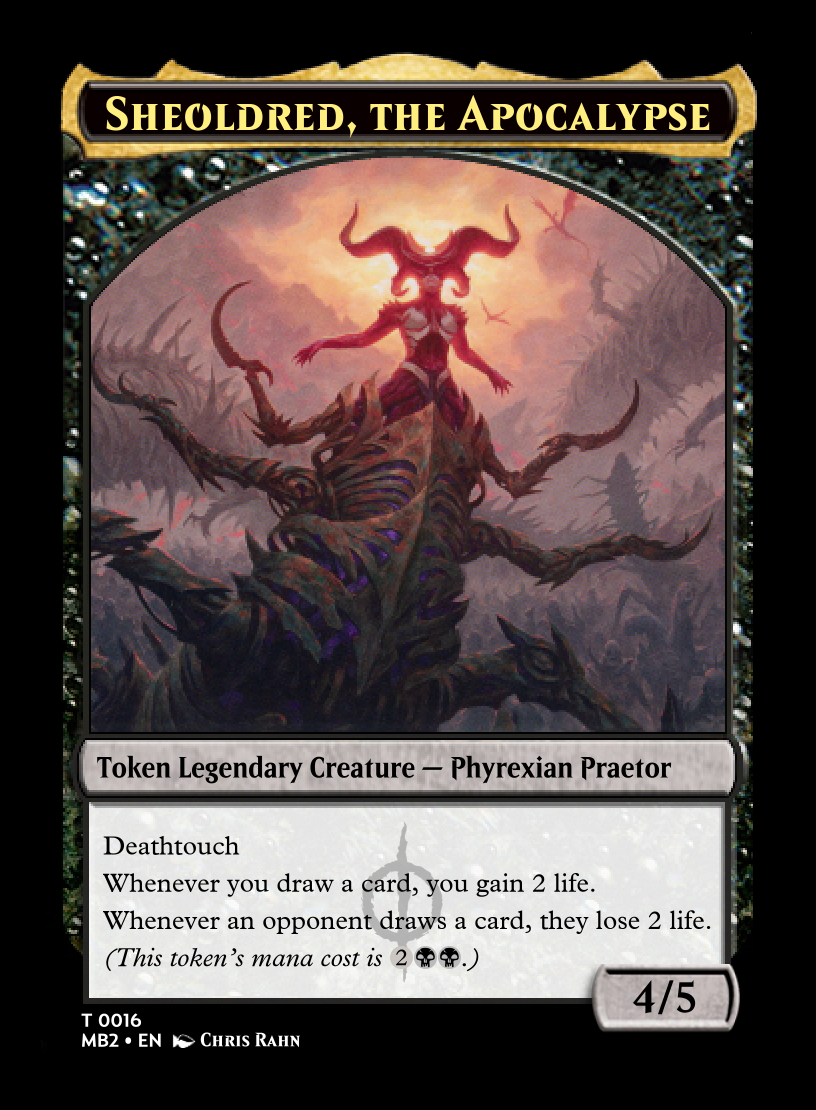 Sheoldred, the Apocalypse
Token Legendary Creature — Phyrexian Praetor
Deathtouch
Whenever you draw a card, you gain 2 life.
Whenever an opponent draws a card, they lose 2 life.
(This token's mana cost is 2.)
4/5
T 0016
MB2 • EN Chris Rahn